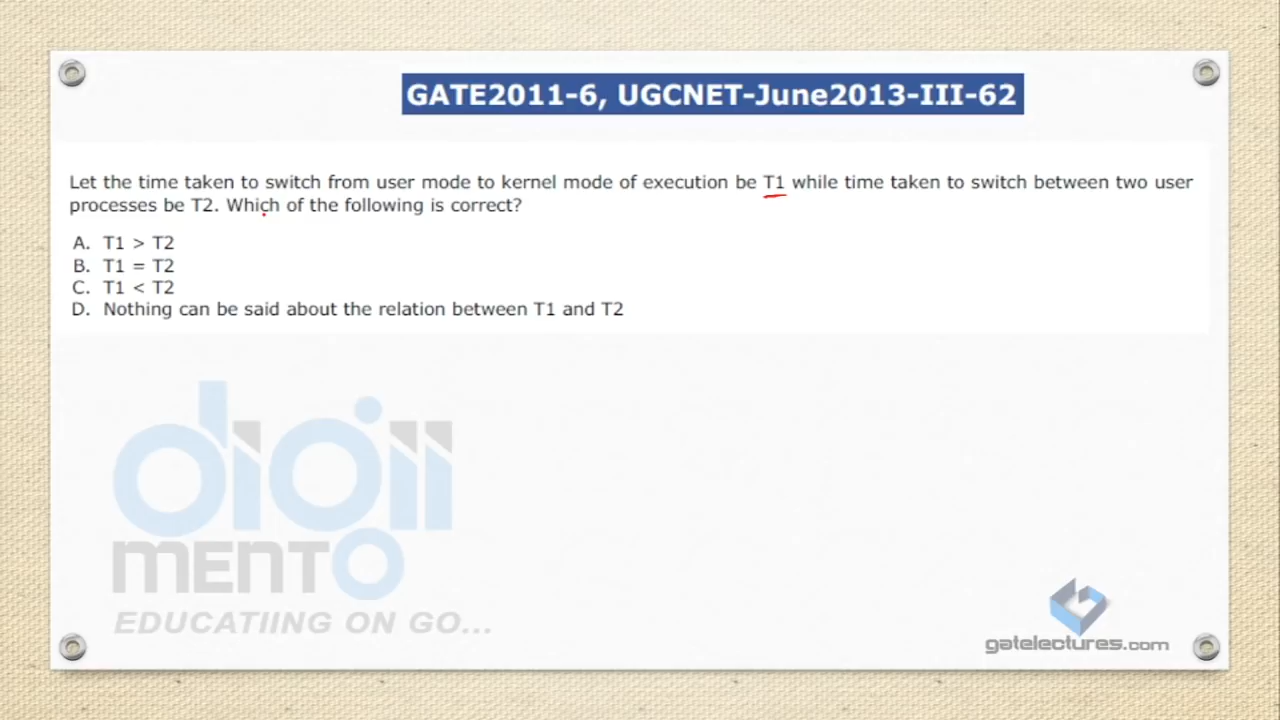 GATE2011-6, UGCNET-June2013-III-62
Let the time taken to switch from user mode to kernel mode of execution be T1 while time taken to switch between two user
processes be T2. Which of the following is correct?
A. T1 > T2
B. T1 = T2
C. T1 < T2
D. Nothing can be said about the relation between T1 and T2
digii
MENTO
EDUCATIING ON GO...
gatelectures.com